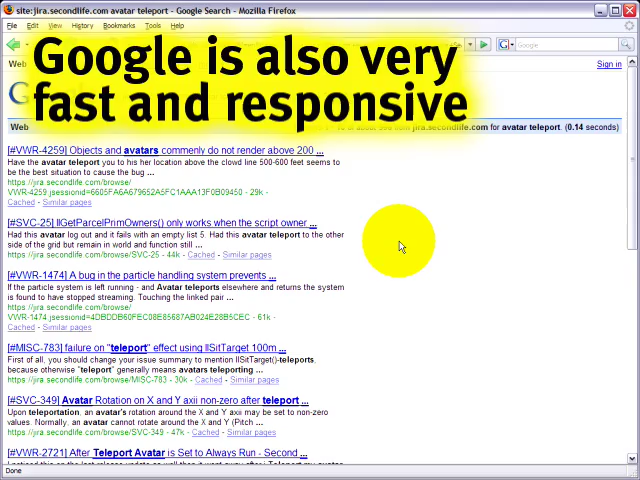 site:jira.secondlife.com avatar teleport - Google Search - Mozilla Firefox
File Edit View History Bookmarks Tools Help
Google
Google is also very
fast and responsive
Web
Sign in
G
Web
jira.secondlife.com for avatar teleport. (0.14 seconds)
[#VWR-4259] Objects and avatars commenly do not render above 200 ...
Have the avatar teleport you to his her location above the clowd line 500-600 feet seems to
be the best situation to cause the bug ...
https://jira.secondlife.com/browse/
VWR-4259.jsessionid=6605FA6A679652A5FC1AAA13F0B09450 - 29k -
Cached - Similar pages
[#SVC-25] llGetParcelPrimOwners() only works when the script owner ...
Had this avatar log out and it fails with an empty list 5. Had this avatar teleport to the other
side of the grid but remain in world and function still ...
https://jira.secondlife.com/browse/SVC-25 - 44k - Cached - Similar pages
[#VWR-1474] A bug in the particle handling system prevents ...
If the particle system is left running - and Avatar teleports elsewhere and returns the system
is found to have stopped streaming. Touching the linked pair ...
https://jira.secondlife.com/browse/
VWR-1474.jsessionid=4DBDDB60FEC08E85687AB024E28B5CEC - 61k -
Cached - Similar pages
[#MISC-783] failure on "teleport" effect using llSitTarget 100m ...
First of all, you should change your issue summary to mention llSitTarget()-teleports,
because otherwise "teleport" generally means avatars teleporting ...
https://jira.secondlife.com/browse/MISC-783 - 30k - Cached - Similar pages
[#SVC-349] Avatar Rotation on X and Y axii non-zero after teleport ...
Upon teleportation, an avatar's rotation around the X and Y axii may be set to non-zero
values. Normally, an avatar cannot rotate around the X and Y (Pitch ...
https://jira.secondlife.com/browse/SVC-349 - 47k - Cached - Similar pages
[#VWR-2721] After Teleport Avatar is Set to Always Run - Second ...
Done